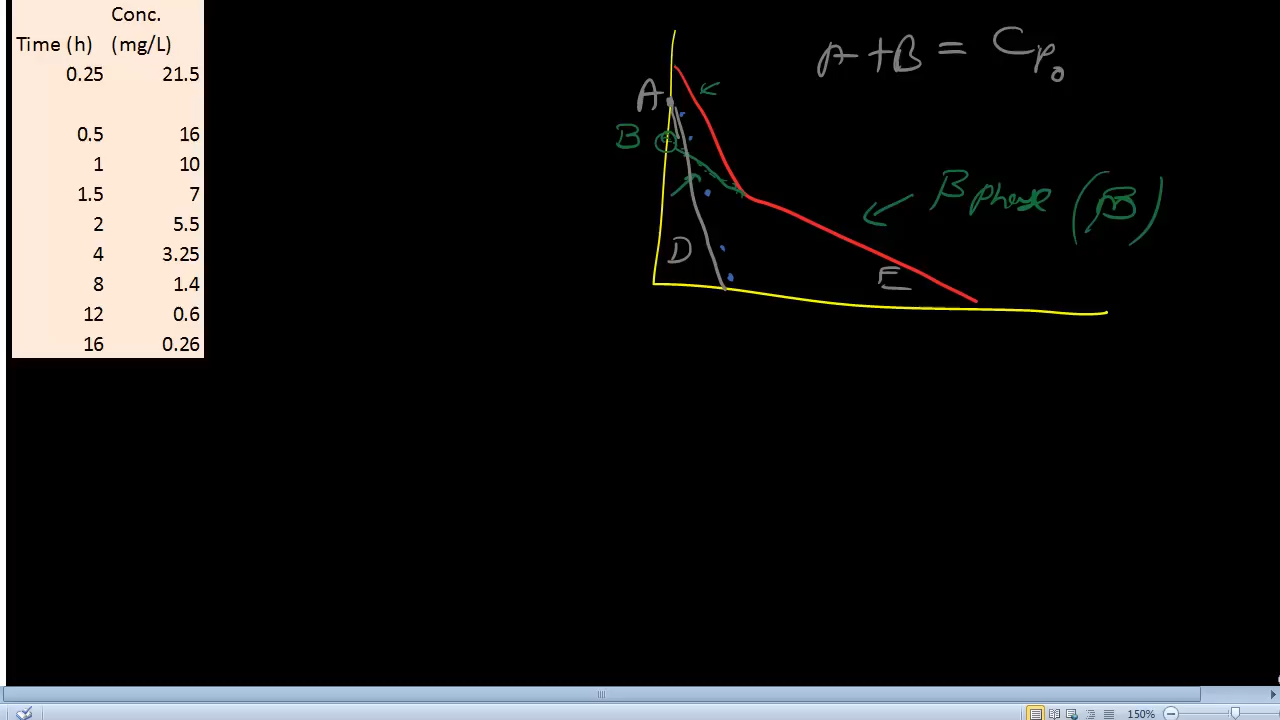 Conc.
Time (h) (mg/L)
0.25 21.5
0.5 16
1 10
1.5 7
2 5.5
4 3.25
8 1.4
12 0.6
16 0.26
A + B = Cp0
A
B
β phase (β)
D
E
150%